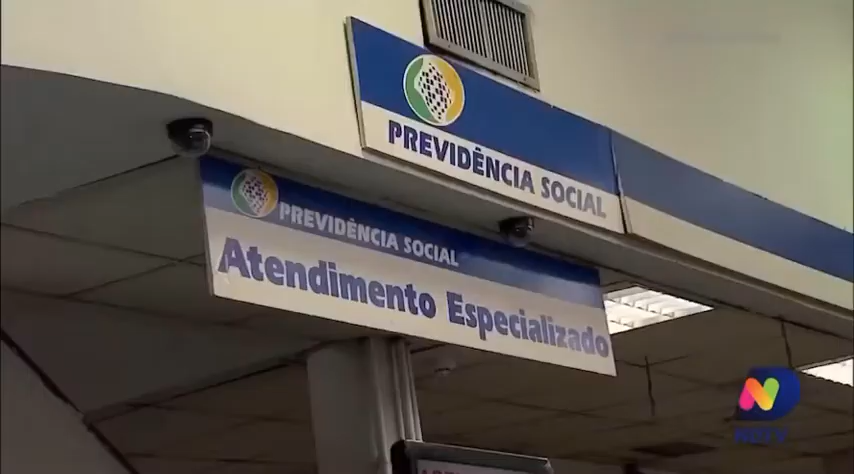 PREVIDÊNCIA SOCIAL
PREVIDÊNCIA SOCIAL
Atendimento Especializado
NDTV